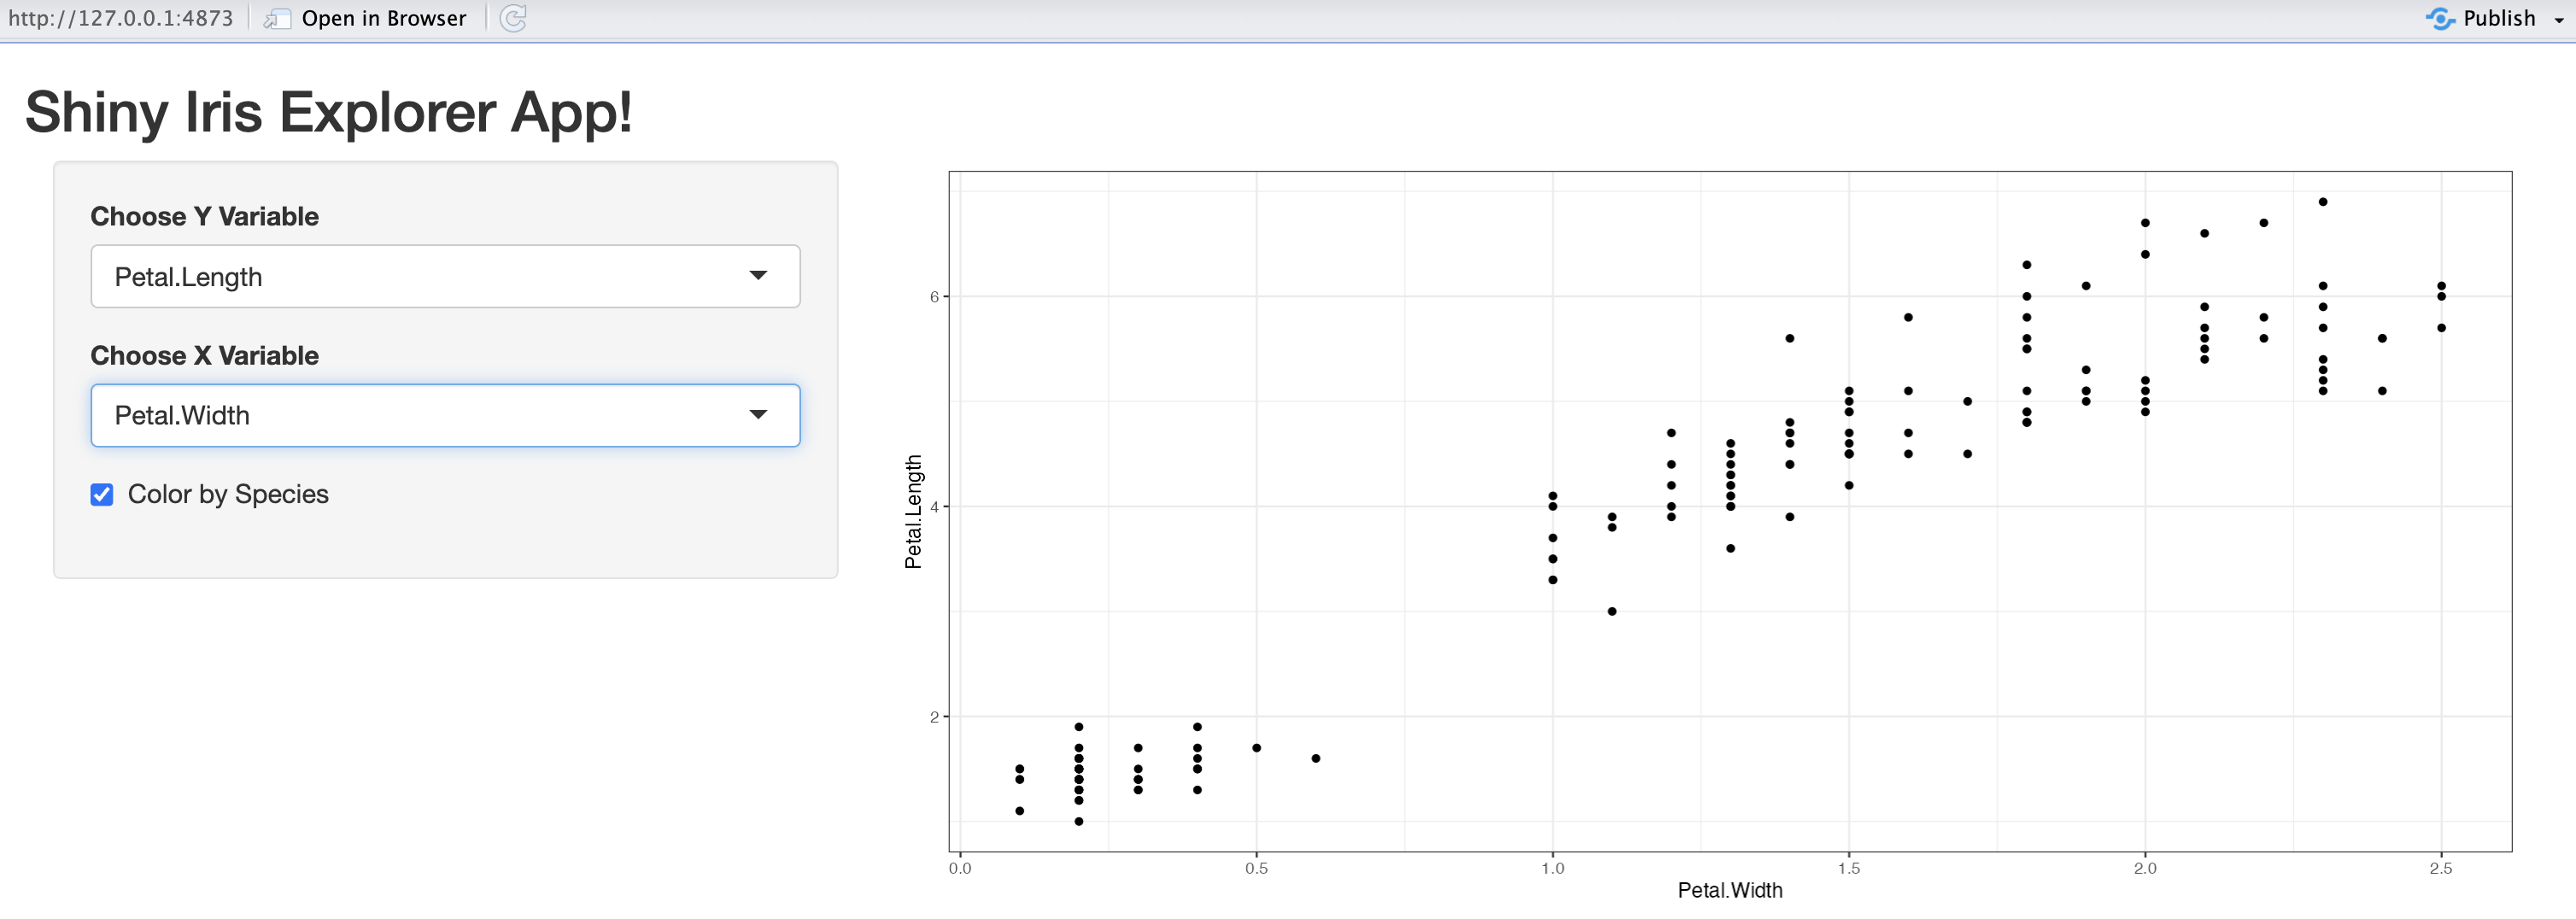 http://127.0.0.1:4873 Open in Browser Publish
Shiny Iris Explorer App!
Choose Y Variable
Petal.Length
Choose X Variable
Petal.Width
Color by Species
Petal.Length
6
4
2
0.0 0.5 1.0 1.5 2.0 2.5
Petal.Width